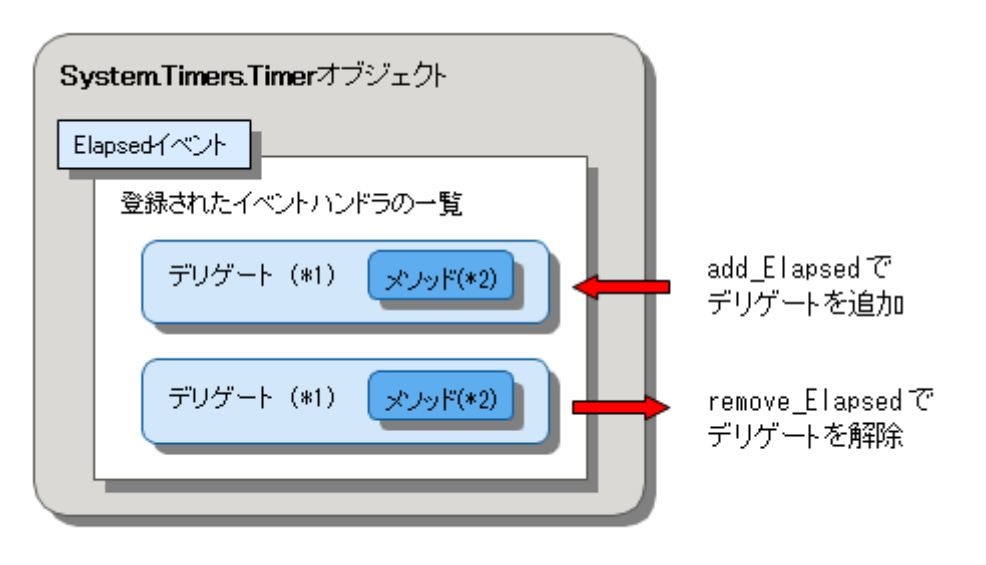 System.Timers.Timerオブジェクト
Elapsedイベント
登録されたイベントハンドラの一覧
デリゲート (*1) メソッド(*2)
add_Elapsedで
デリゲートを追加
デリゲート (*1) メソッド(*2)
remove_Elapsedで
デリゲートを解除